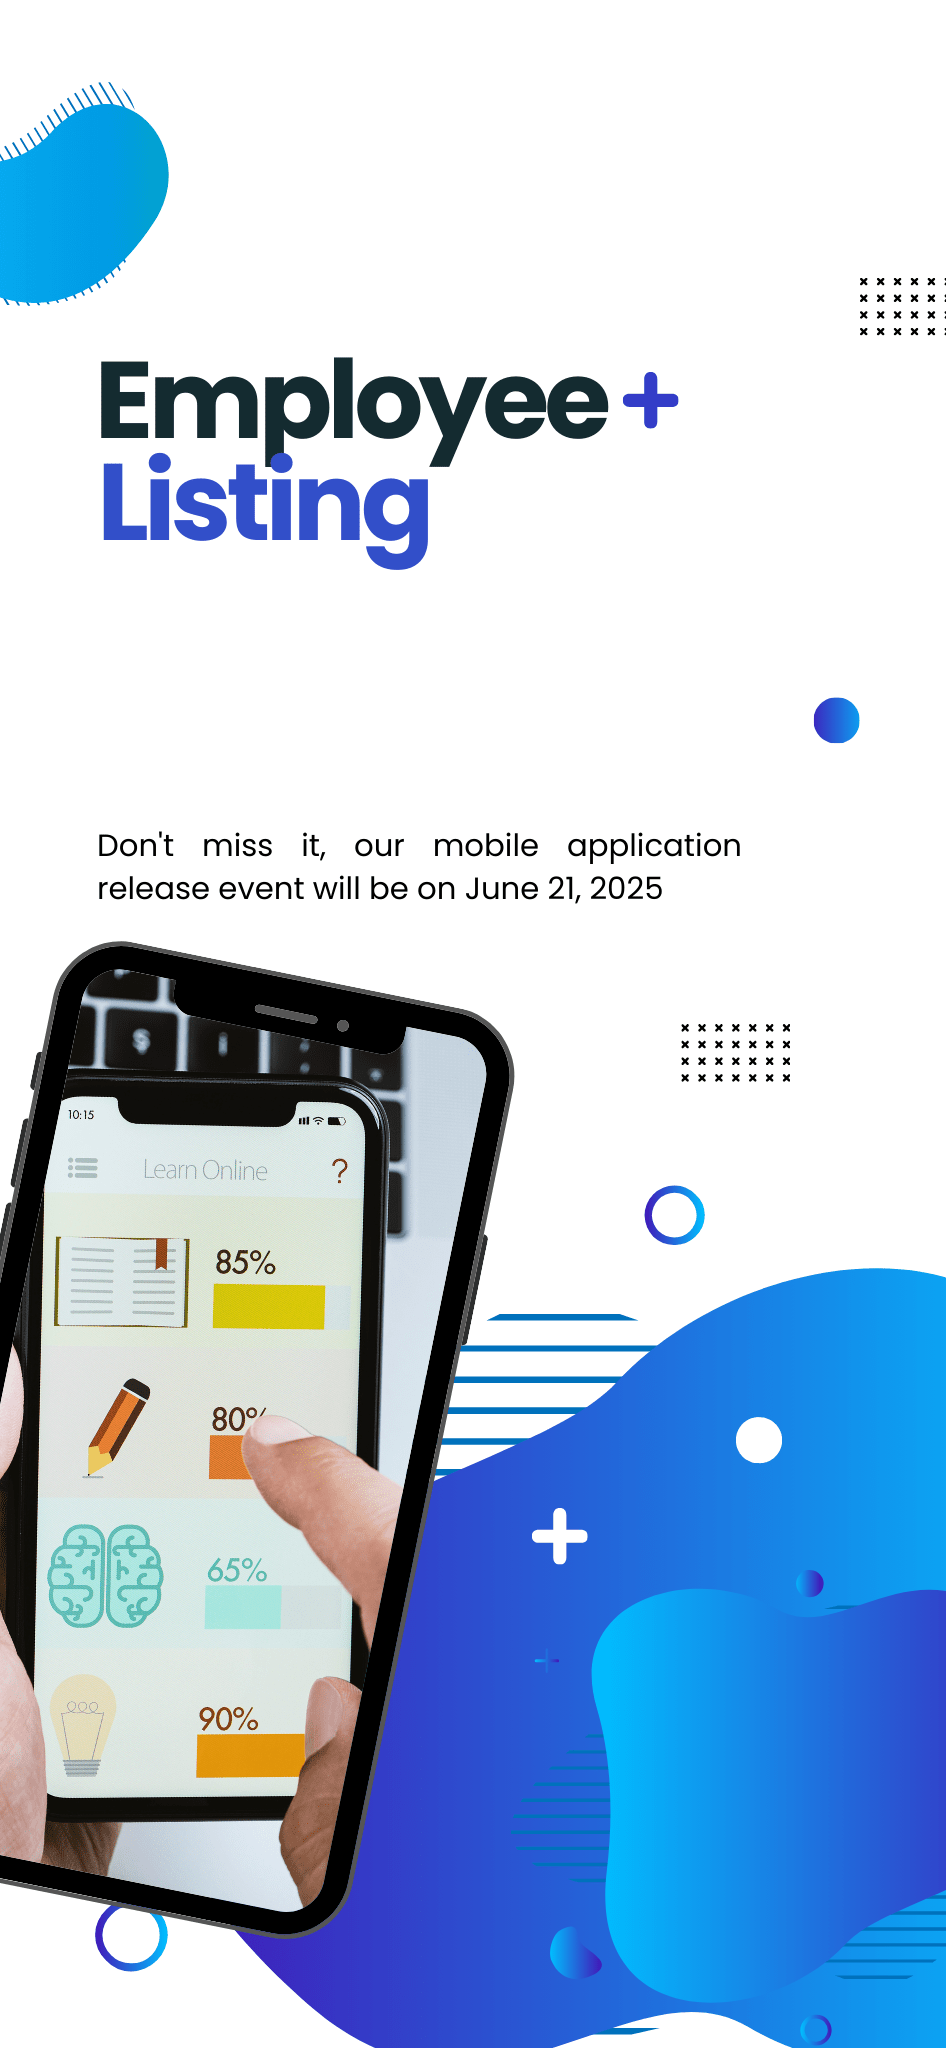 Employee+
Listing
Don't miss it, our mobile application
release event will be on June 21, 2025
10:15
Learn Online ?
85%
80%
65%
90%